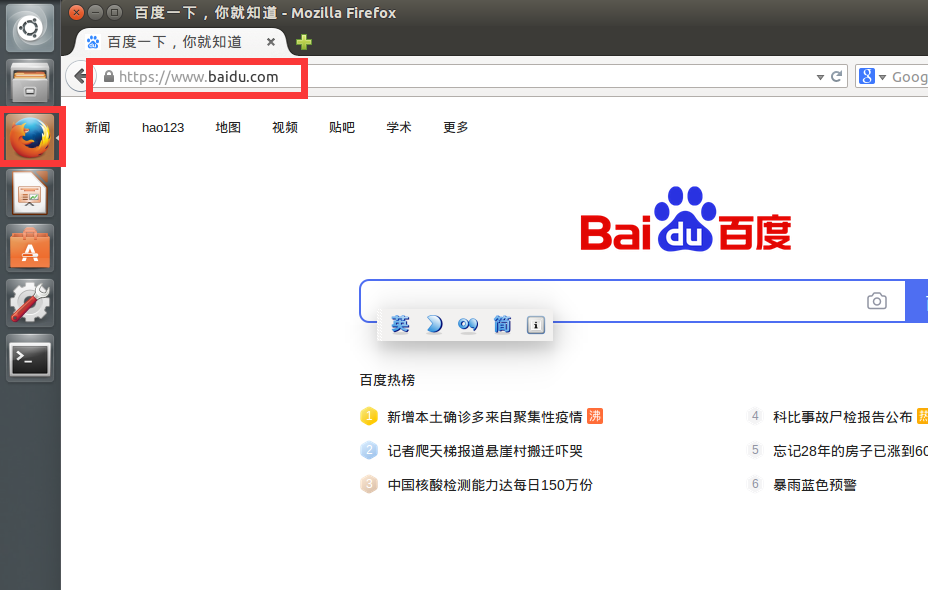 百度一下，你就知道 - Mozilla Firefox
百度一下，你就知道
https://www.baidu.com
8 Goog
新闻 hao123 地图 视频 贴吧 学术 更多
Bai du 百度
英 简
百度热榜
1 新增本土确诊多来自聚集性疫情 沸
4 科比事故尸检报告公布 热
2 记者爬天梯报道悬崖村搬迁吓哭
5 忘记28年的房子已涨到60
3 中国核酸检测能力达每日150万份
6 暴雨蓝色预警